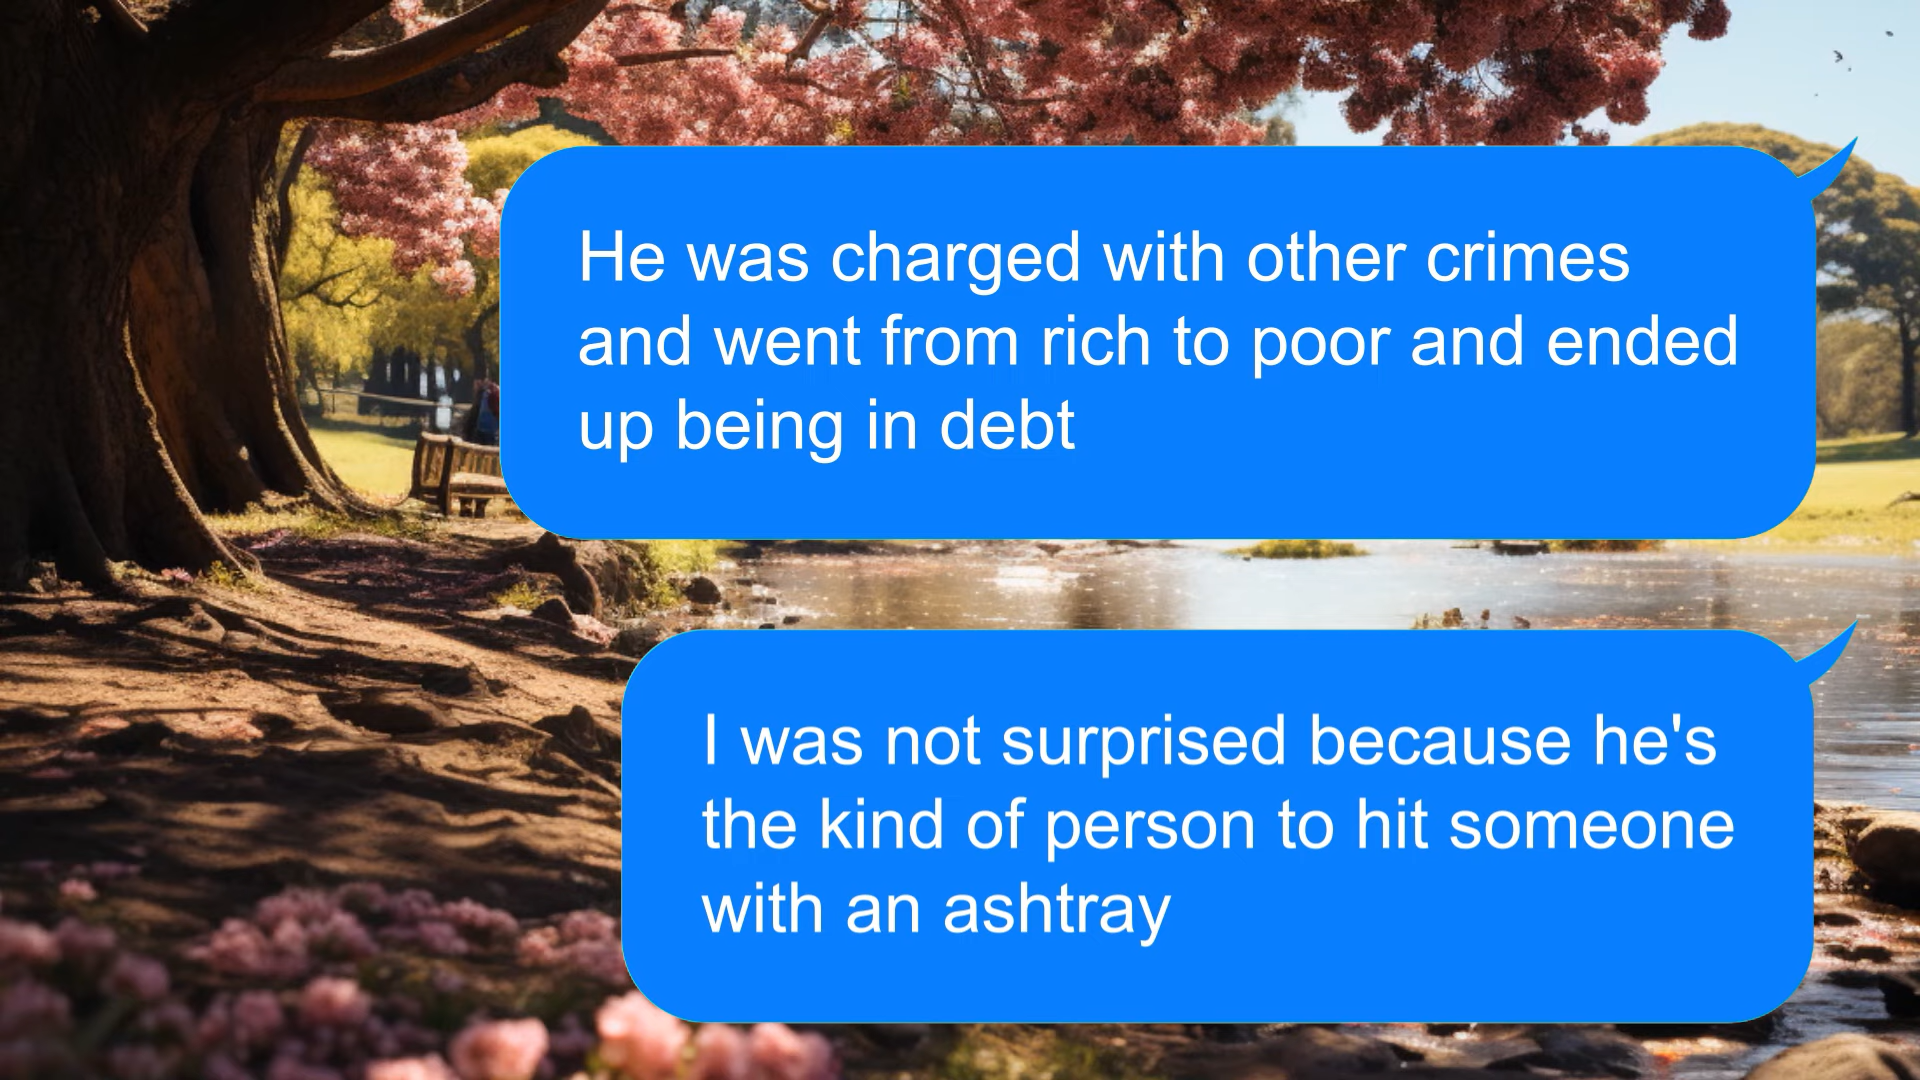 He was charged with other crimes
and went from rich to poor and ended
up being in debt
I was not surprised because he's
the kind of person to hit someone
with an ashtray